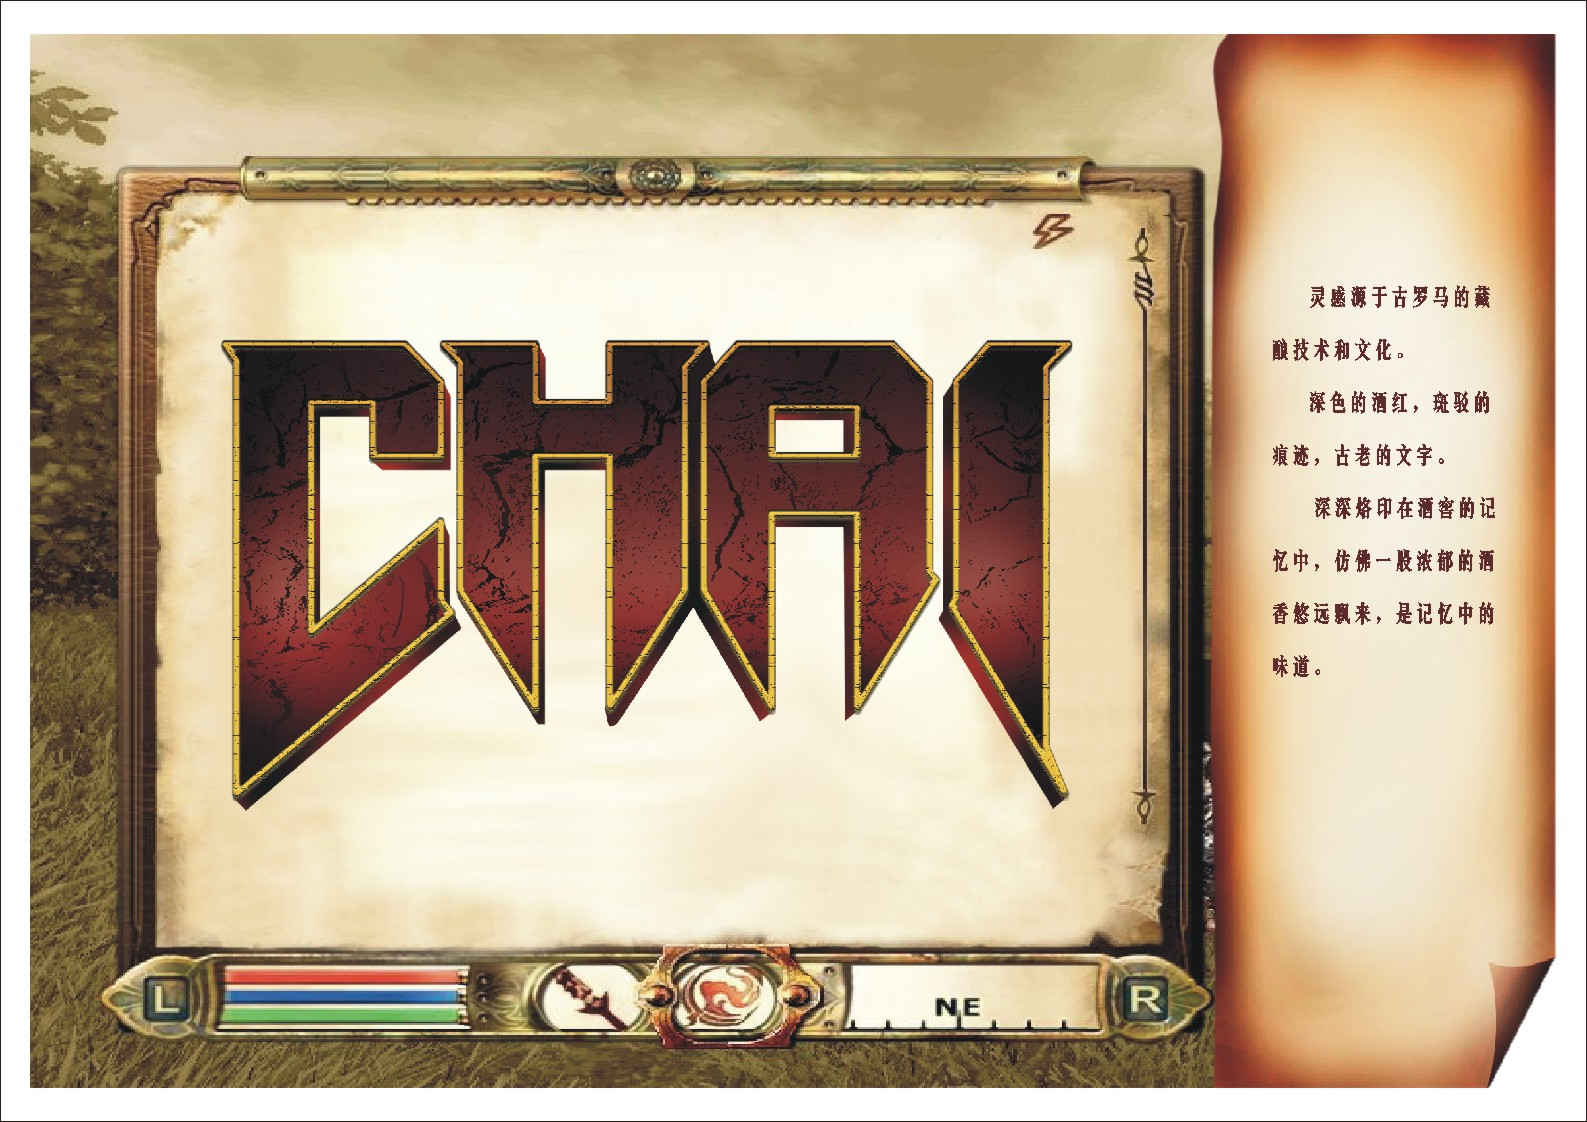 CHAI
灵感源于古罗马的藏
酿技术和文化。
深色的酒红，斑驳的
痕迹，古老的文字。
深深烙印在酒窖的记
忆中，仿佛一股浓郁的酒
香悠远飘来，是记忆中的
味道。
L
NE
R